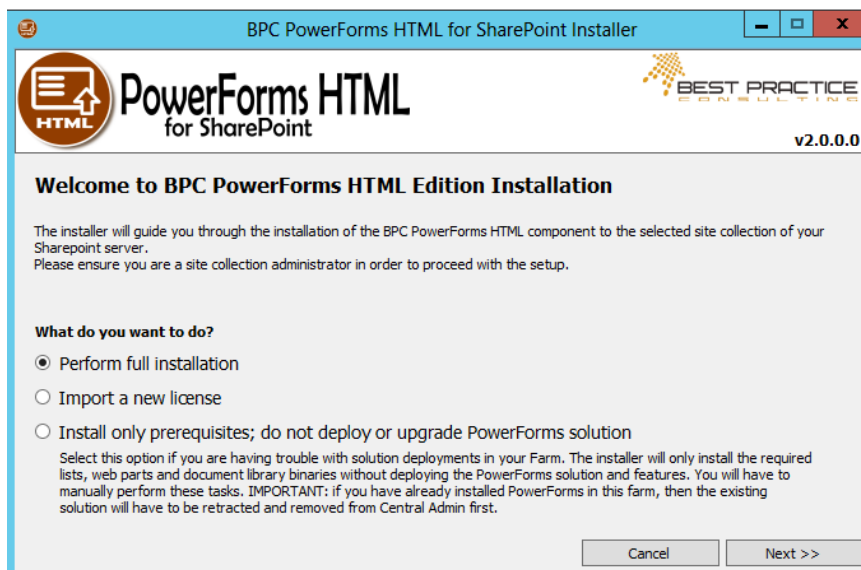 BPC PowerForms HTML for SharePoint Installer
HTML
PowerForms HTML
for SharePoint
BEST PRACTICE
CONSULTING
v2.0.0.0
Welcome to BPC PowerForms HTML Edition Installation
The installer will guide you through the installation of the BPC PowerForms HTML component to the selected site collection of your
Sharepoint server.
Please ensure you are a site collection administrator in order to proceed with the setup.
What do you want to do?
Perform full installation
Import a new license
Install only prerequisites; do not deploy or upgrade PowerForms solution
Select this option if you are having trouble with solution deployments in your Farm. The installer will only install the required
lists, web parts and document library binaries without deploying the PowerForms solution and features. You will have to
manually perform these tasks. IMPORTANT: if you have already installed PowerForms in this farm, then the existing
solution will have to be retracted and removed from Central Admin first.
Cancel
Next >>